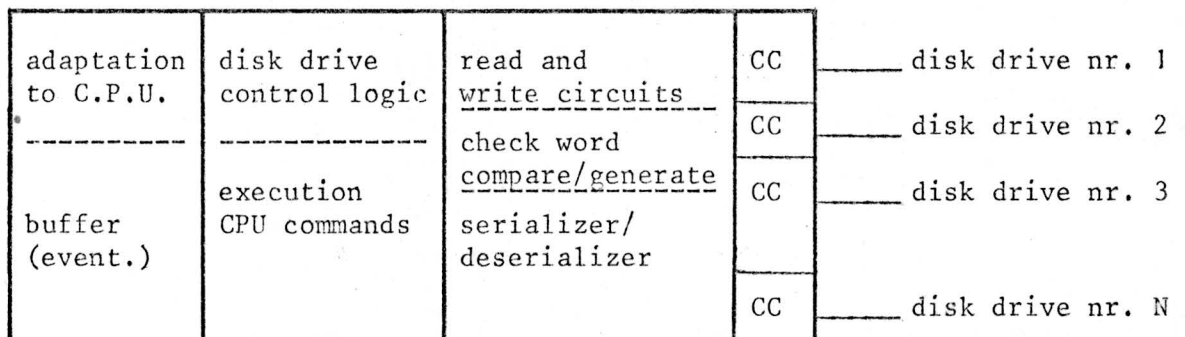 adaptation
to C.P.U.
buffer
(event.)
disk drive
control logic
execution
CPU commands
read and
write circuits
check word
compare/generate
serializer/
deserializer
CC
CC
CC
CC
disk drive nr. 1
disk drive nr. 2
disk drive nr. 3
disk drive nr. N